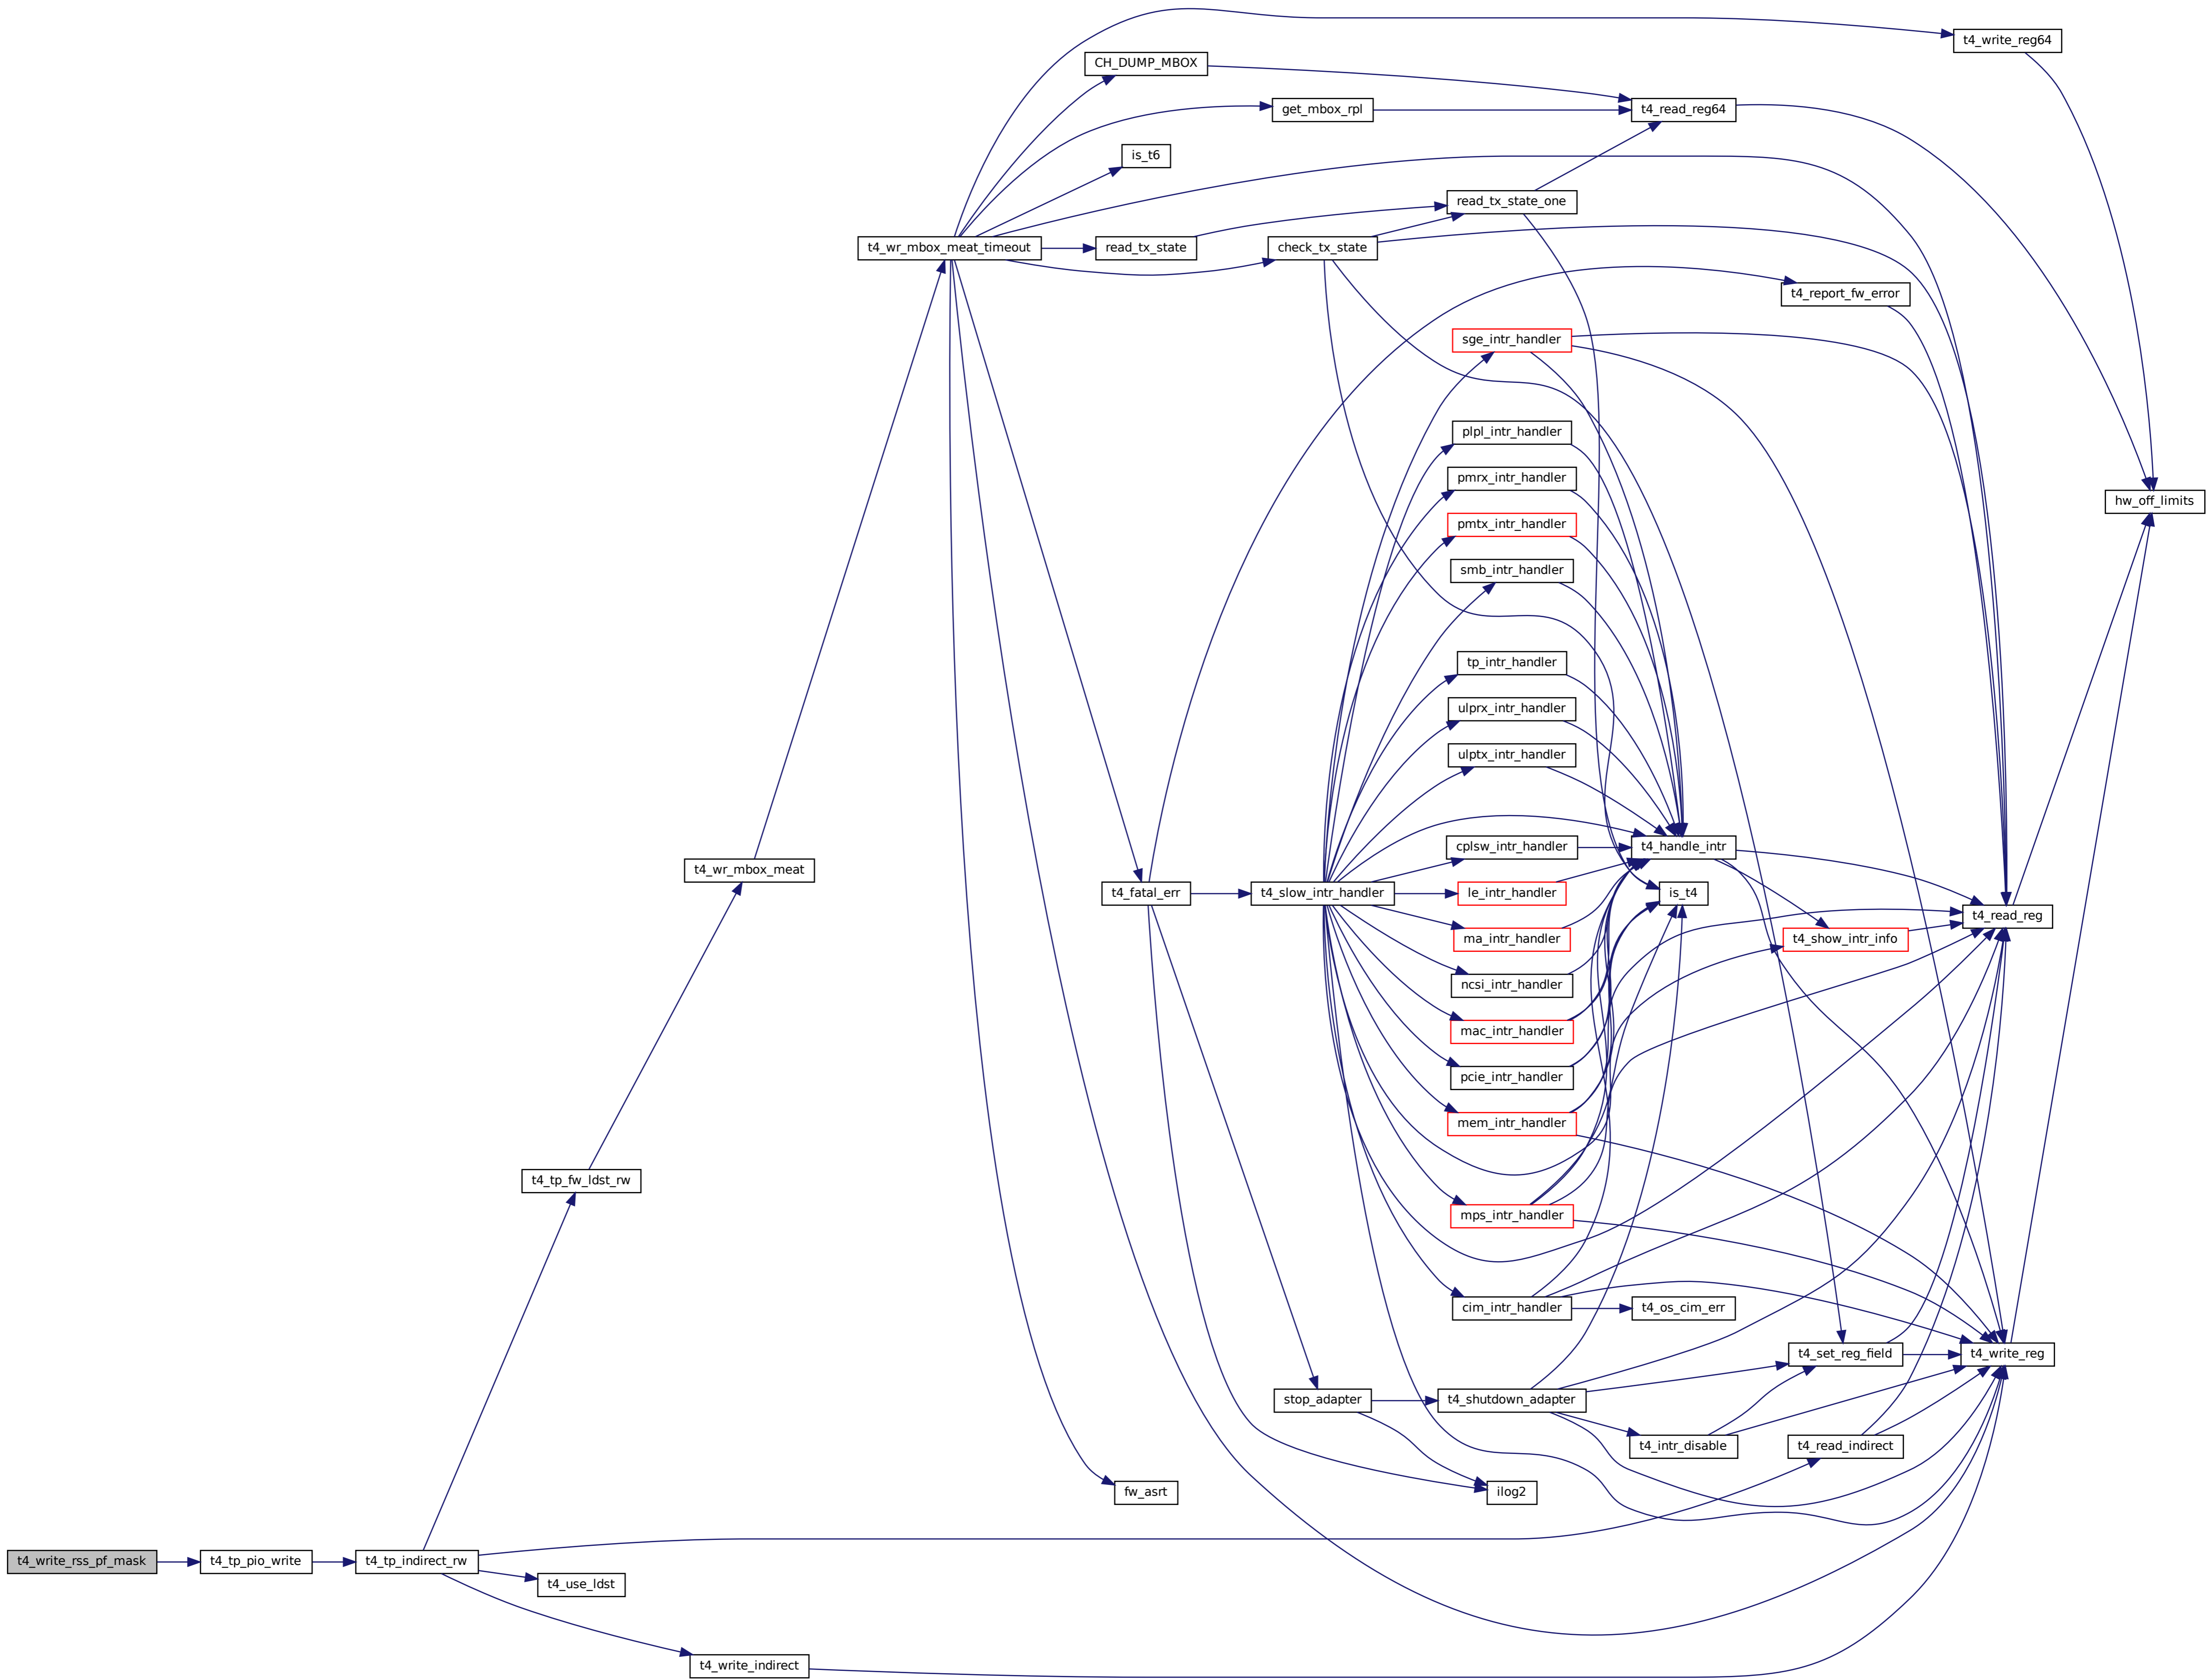 t4_write_reg64
CH_DUMP_MBOX
t4_read_reg64
get_mbox_rpl
is_t6
read_tx_state_one
t4_wr_mbox_meat_timeout
read_tx_state
check_tx_state
t4_report_fw_error
sge_intr_handler
plpl_intr_handler
pmrx_intr_handler
hw_off_limits
pmtx_intr_handler
smb_intr_handler
tp_intr_handler
ulprx_intr_handler
ulptx_intr_handler
cplsw_intr_handler
t4_handle_intr
t4_wr_mbox_meat
t4_fatal_err
t4_slow_intr_handler
le_intr_handler
is_t4
t4_read_reg
ma_intr_handler
t4_show_intr_info
ncsi_intr_handler
mac_intr_handler
pcie_intr_handler
mem_intr_handler
t4_tp_fw_ldst_rw
mps_intr_handler
cim_intr_handler
t4_os_cim_err
t4_set_reg_field
t4_write_reg
stop_adapter
t4_shutdown_adapter
t4_intr_disable
t4_read_indirect
fw_asrt
ilog2
t4_write_rss_pf_mask
t4_tp_pio_write
t4_tp_indirect_rw
t4_use_ldst
t4_write_indirect